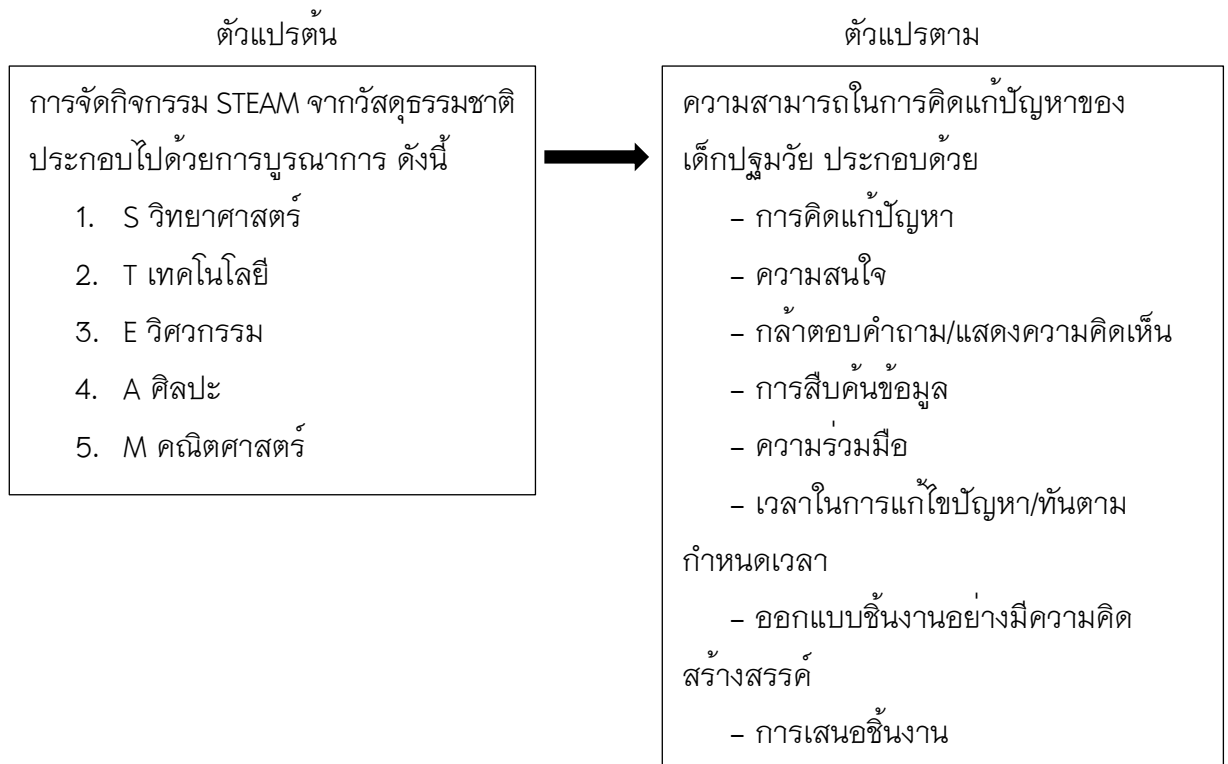 ตัวแปรต้น
การจัดกิจกรรม STEAM จากวัสดุธรรมชาติ
ประกอบไปด้วยการบูรณาการ ดังนี้
1. S วิทยาศาสตร์
2. T เทคโนโลยี
3. E วิศวกรรม
4. A ศิลปะ
5. M คณิตศาสตร์
ตัวแปรตาม
ความสามารถในการคิดแก้ปัญหาของ
เด็กปฐมวัย ประกอบด้วย
– การคิดแก้ปัญหา
– ความสนใจ
– กล้าตอบคำถาม/แสดงความคิดเห็น
– การสืบค้นข้อมูล
– ความร่วมมือ
– เวลาในการแก้ไขปัญหา/ทันตาม
กำหนดเวลา
– ออกแบบชิ้นงานอย่างมีความคิด
สร้างสรรค์
– การเสนอชิ้นงาน